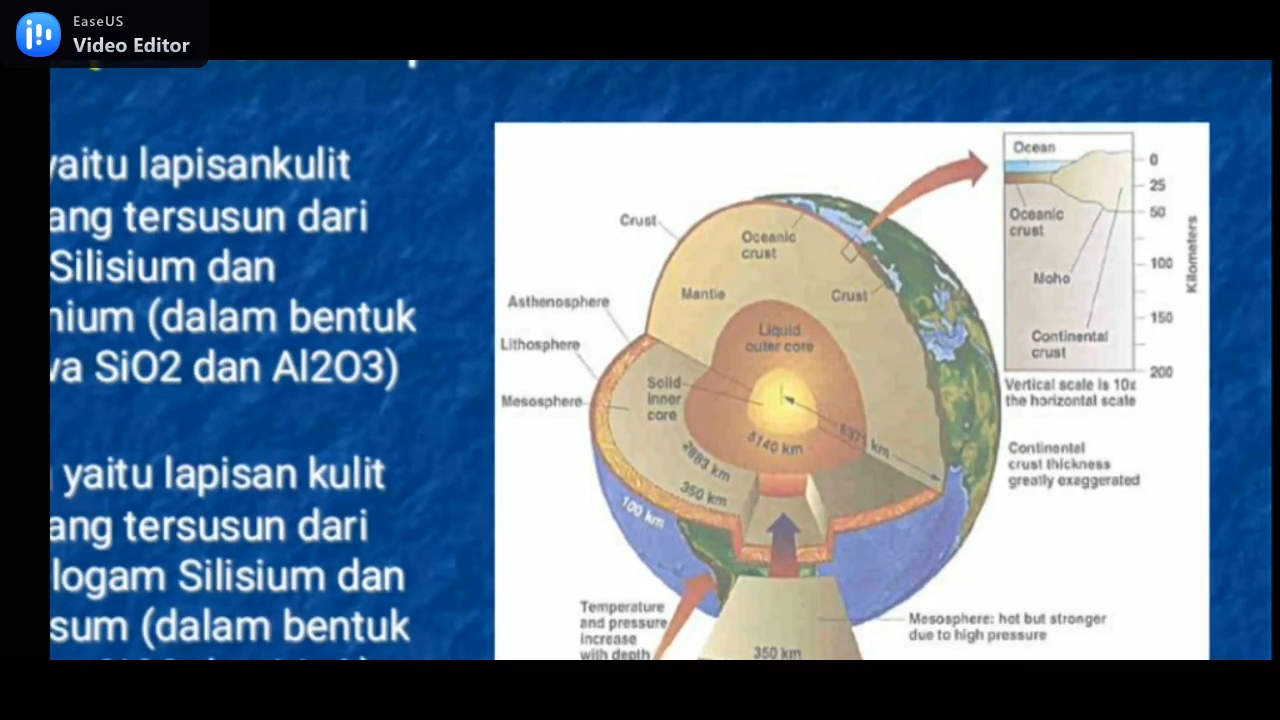 EaseUS
Video Editor
yaitu lapisankulit
ang tersusun dari
Silisium dan
nium (dalam bentuk
va SiO2 dan Al2O3)
yaitu lapisan kulit
ang tersusun dari
logam Silisium dan
sum (dalam bentuk
Crust
Oceanic
crust
Mantle
Crust
Asthenosphere
Liquid
outer core
Lithosphere
Solid
inner
core
Mesosphere
6371 km
5140 km
2883 km
350 km
100 km
Ocean
0
25
50
Oceanic
crust
100
Kilometers
Moho
150
Continental
crust
200
Vertical scale is 10x
the horizontal scale
Continental
crust thickness
greatly exaggerated
Temperature
and pressure
increase
with depth
Mesosphere: hot but stronger
due to high pressure
350 km